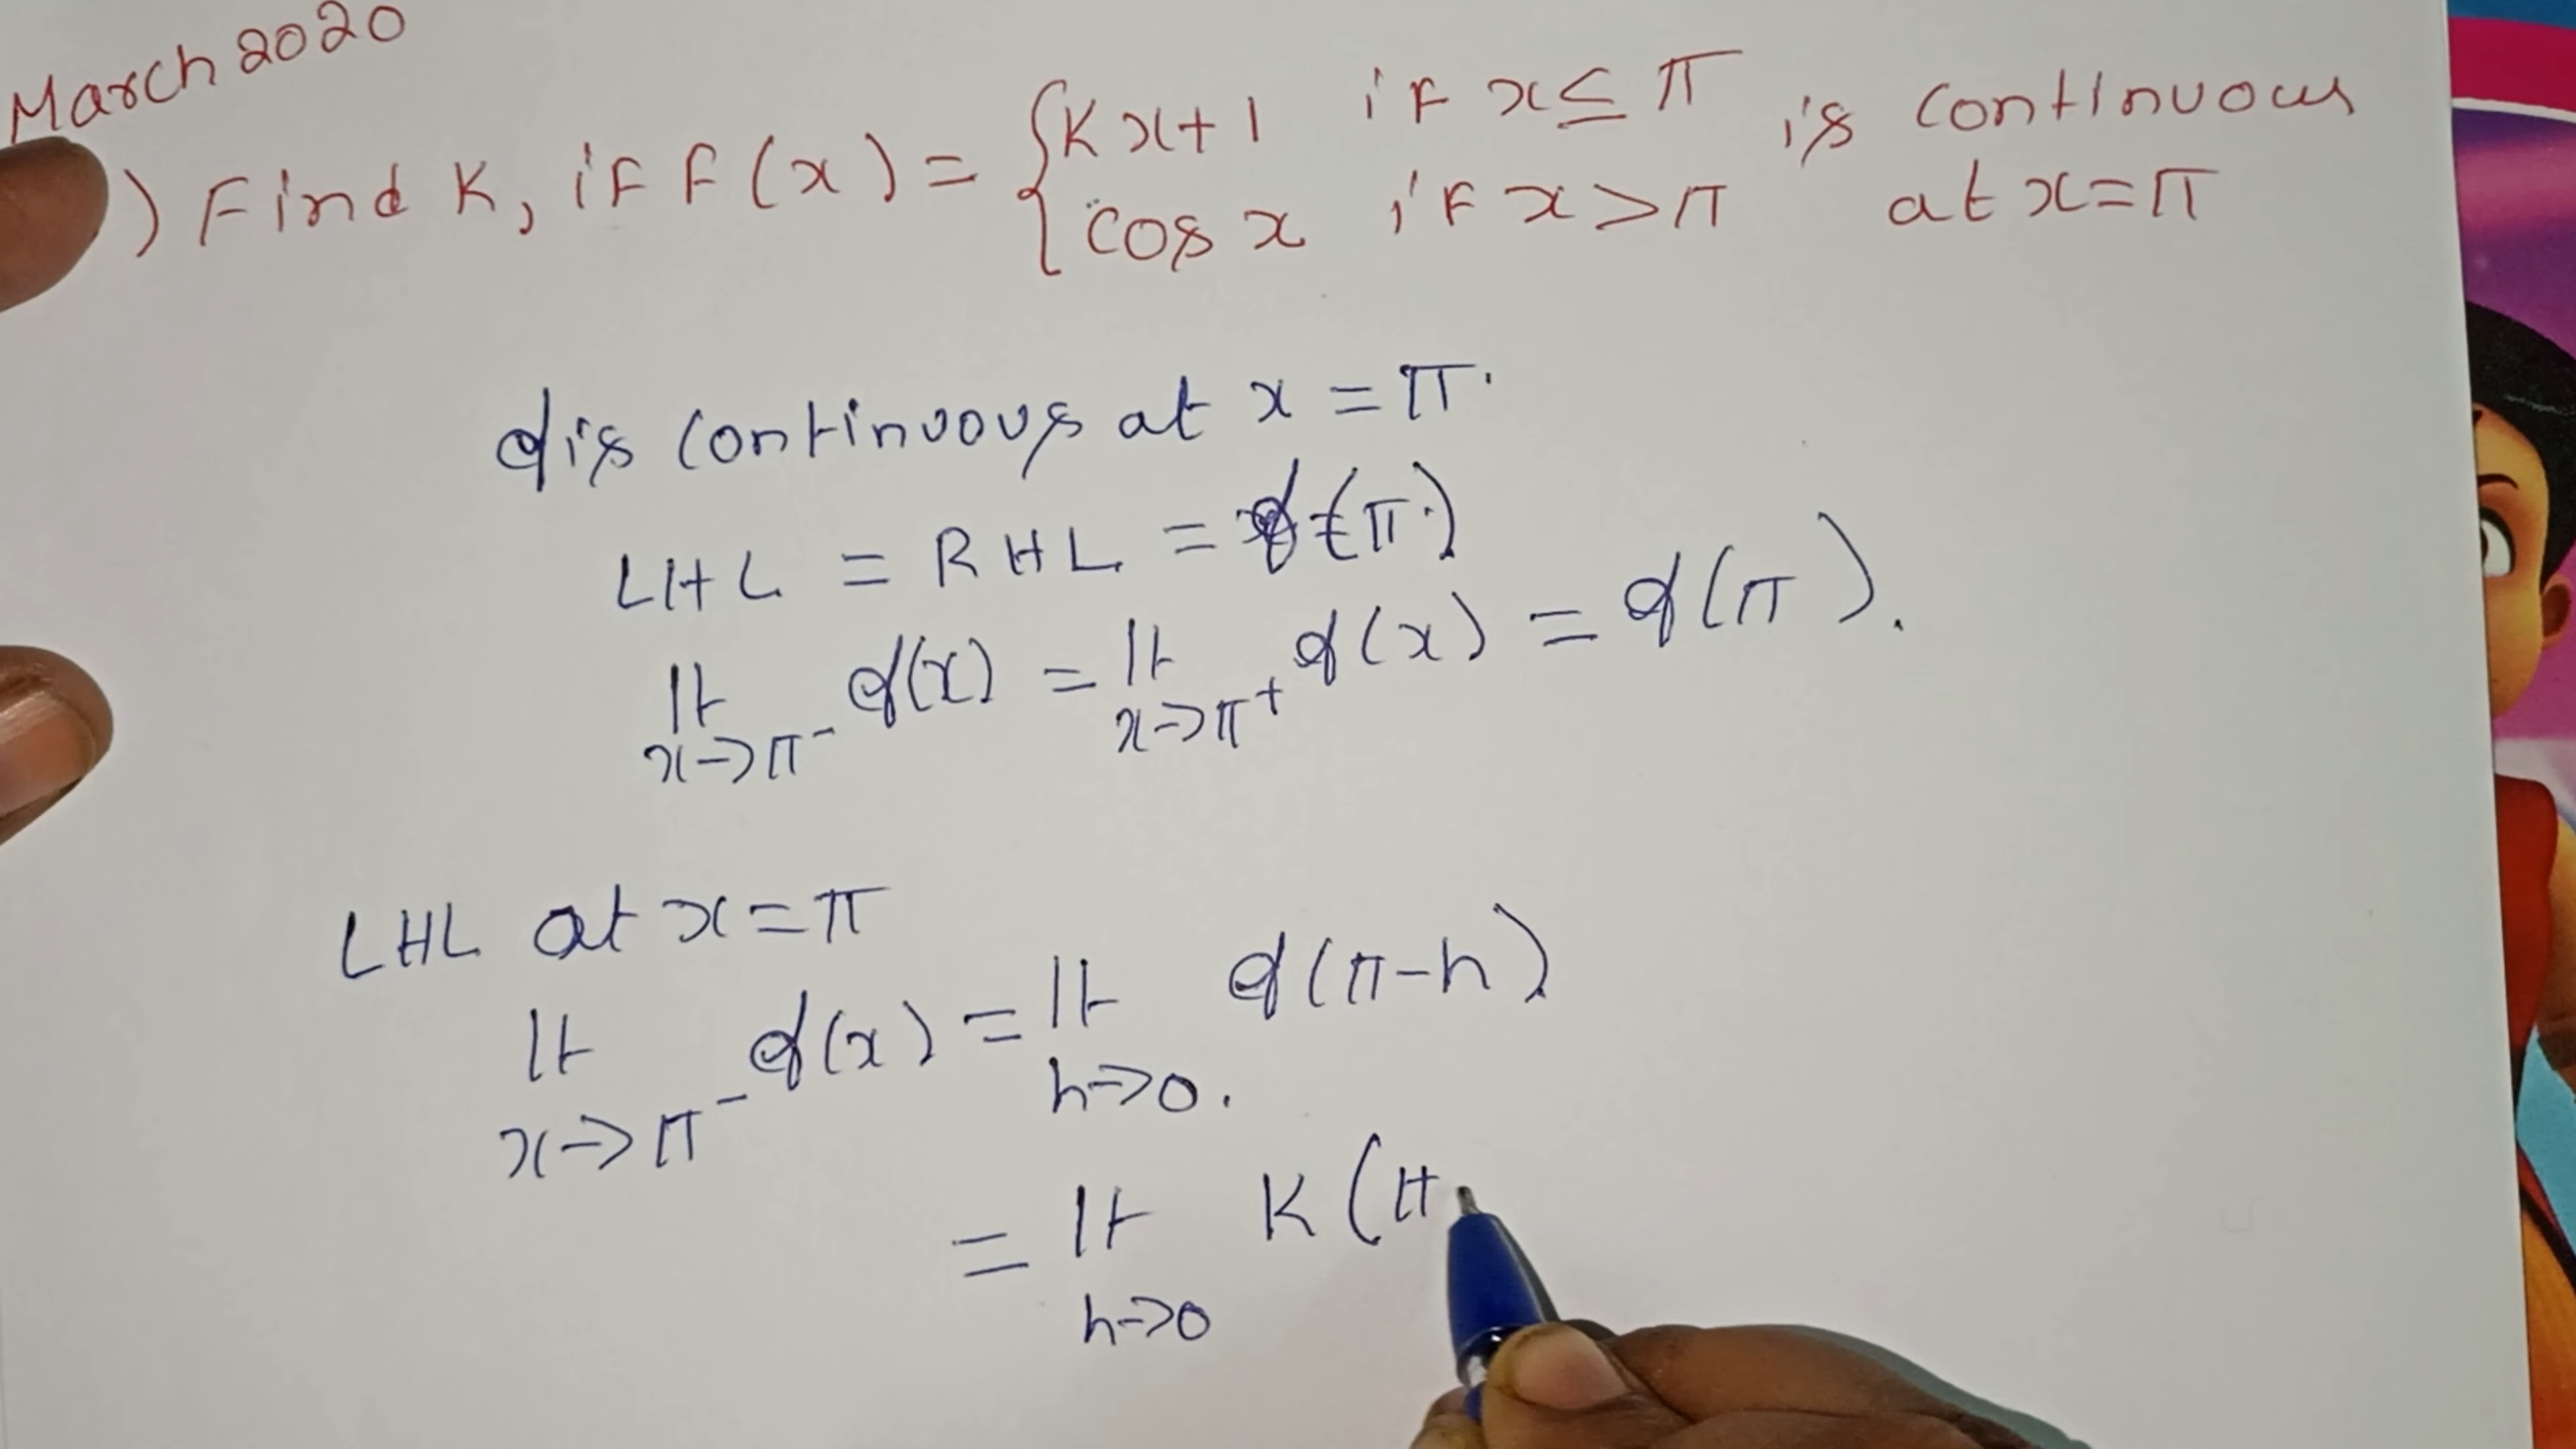 March 2020
) Find K, if f(x) = { Kx+1 if x ≤ π is continuous
cos x if x > π at x = π
f is continuous at x = π.
LHL = RHL = f(π)
lt x→π⁻ f(x) = lt x→π⁺ f(x) = f(π).
LHL at x = π
lt x→π⁻ f(x) = lt h→0. f(π-h)
= lt h→0 K(π